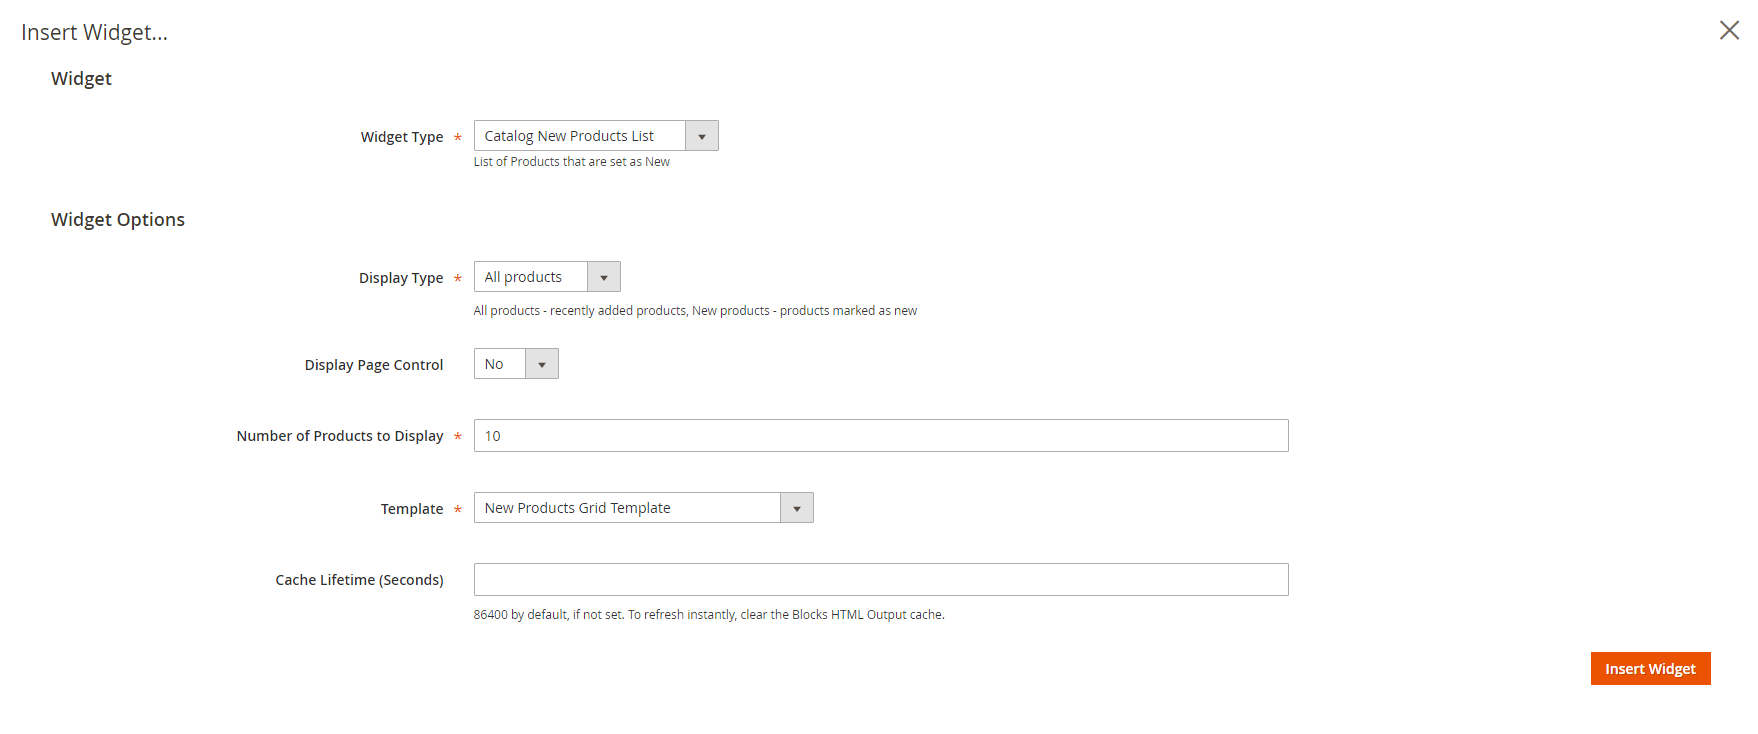 Insert Widget...
Widget
Widget Type *
Catalog New Products List
List of Products that are set as New
Widget Options
Display Type *
All products
All products - recently added products, New products - products marked as new
Display Page Control
No
Number of Products to Display *
10
Template *
New Products Grid Template
Cache Lifetime (Seconds)
86400 by default, if not set. To refresh instantly, clear the Blocks HTML Output cache.
Insert Widget